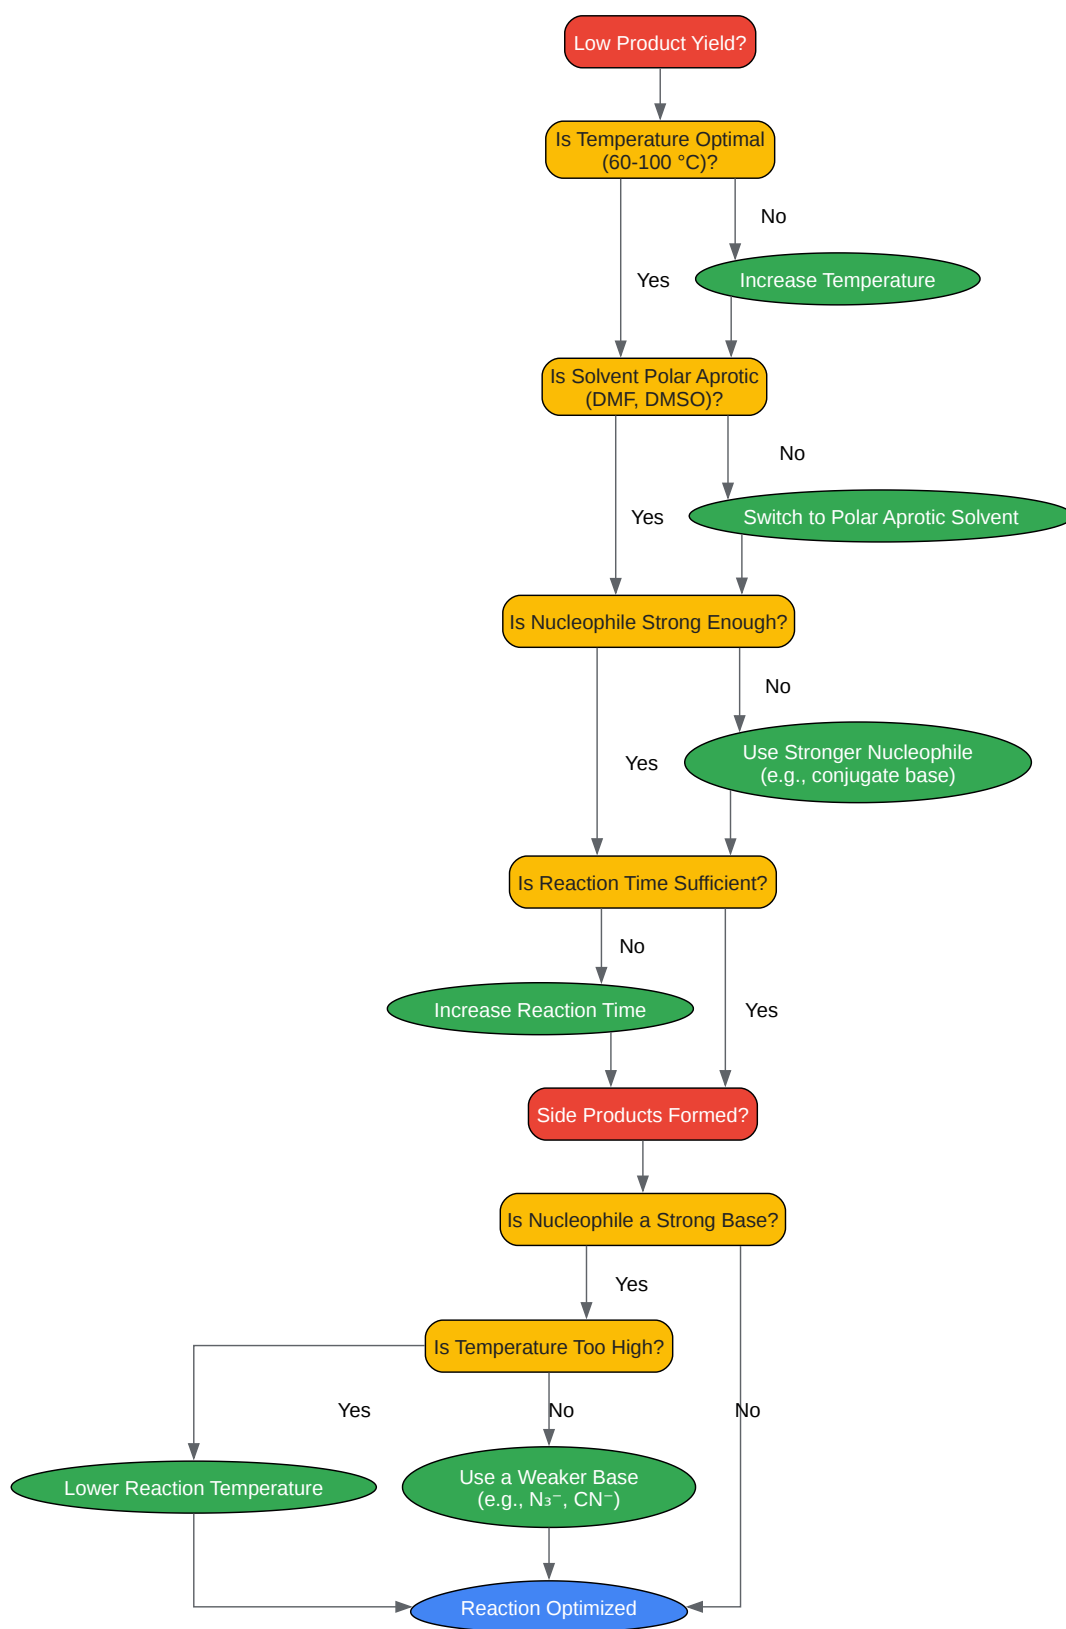 Low Product Yield?
Is Temperature Optimal
(60-100 °C)?
No
Yes
Increase Temperature
Is Solvent Polar Aprotic
(DMF, DMSO)?
No
Yes
Switch to Polar Aprotic Solvent
Is Nucleophile Strong Enough?
No
Yes
Use Stronger Nucleophile
(e.g., conjugate base)
Is Reaction Time Sufficient?
No
Increase Reaction Time
Yes
Side Products Formed?
Is Nucleophile a Strong Base?
Yes
Is Temperature Too High?
Yes
No
No
Lower Reaction Temperature
Use a Weaker Base
(e.g., N₃⁻, CN⁻)
Reaction Optimized